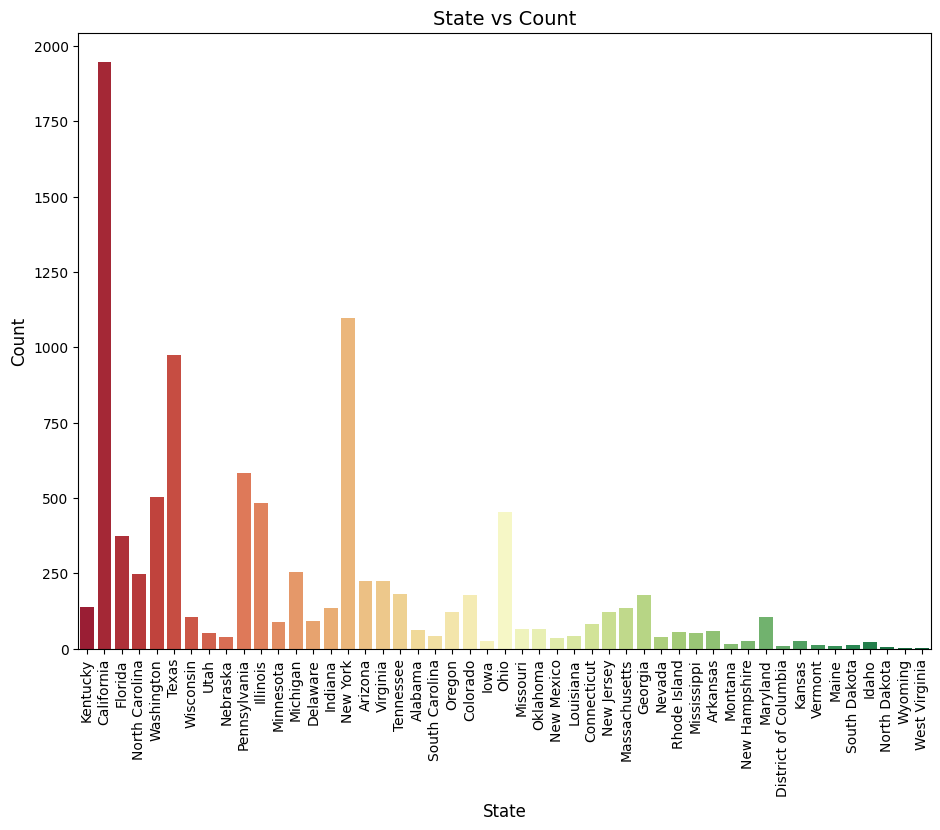 State vs Count
Count
2000
1750
1500
1250
1000
750
500
250
0
Kentucky
California
Florida
North Carolina
Washington
Texas
Wisconsin
Utah
Nebraska
Pennsylvania
Illinois
Minnesota
Michigan
Delaware
Indiana
New York
Arizona
Virginia
Tennessee
Alabama
South Carolina
Oregon
Colorado
Iowa
Ohio
Missouri
Oklahoma
New Mexico
Louisiana
Connecticut
New Jersey
Massachusetts
Georgia
Nevada
Rhode Island
Mississippi
Arkansas
Montana
New Hampshire
Maryland
District of Columbia
Kansas
Vermont
Maine
South Dakota
Idaho
North Dakota
Wyoming
West Virginia
State